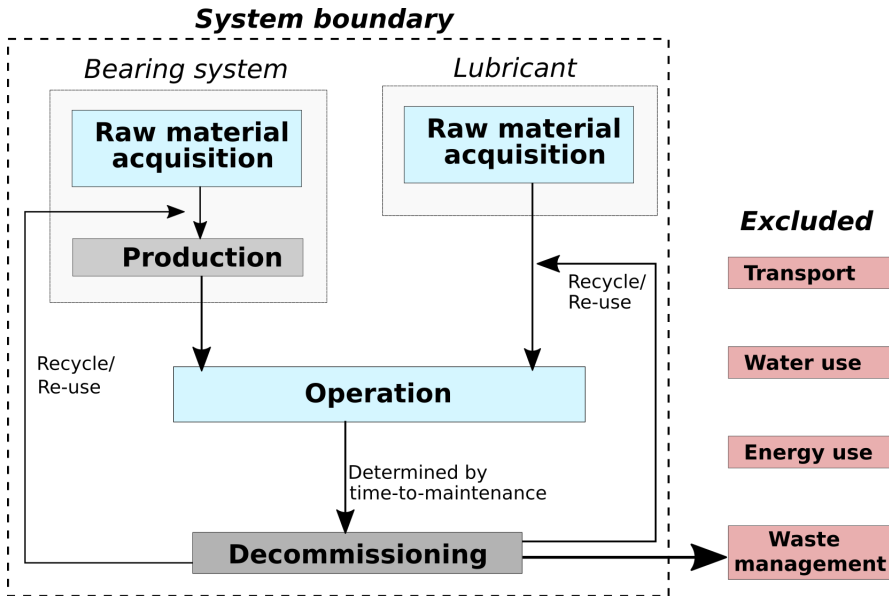 System boundary
Bearing system
Lubricant
Raw material
acquisition
Raw material
acquisition
Production
Recycle/
Re-use
Recycle/
Re-use
Operation
Determined by
time-to-maintenance
Decommissioning
Excluded
Transport
Water use
Energy use
Waste
management